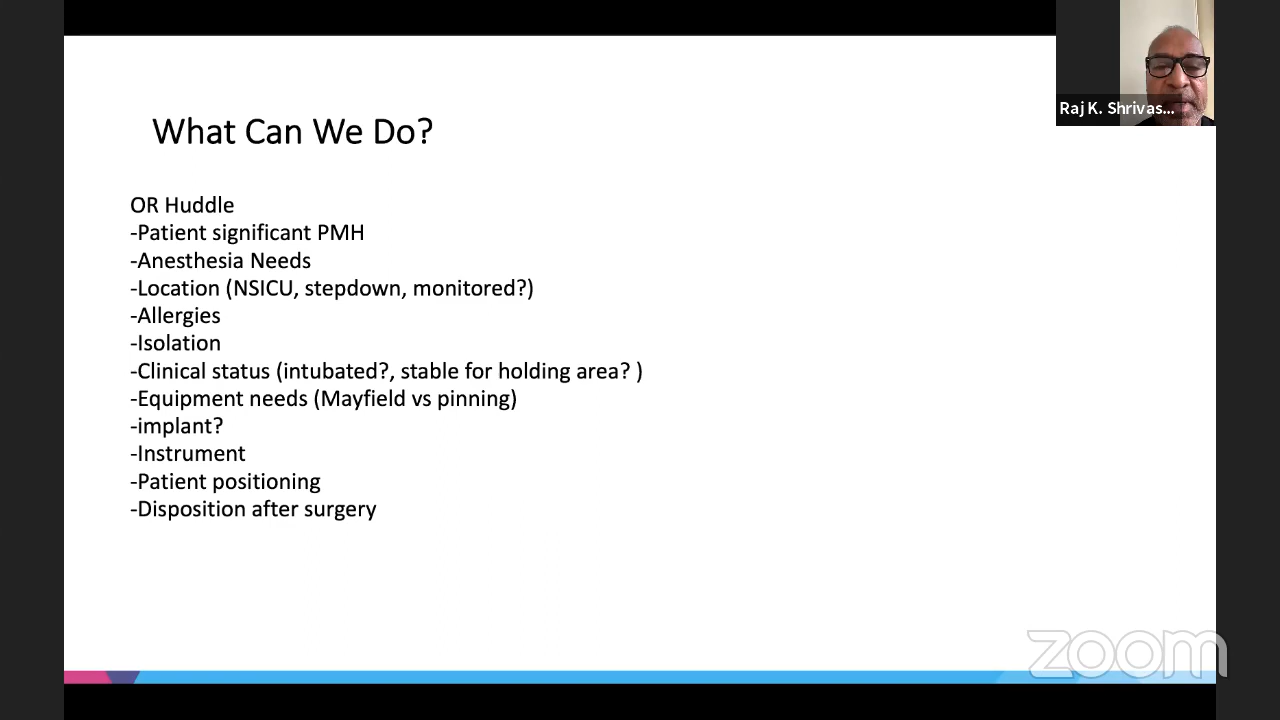 Raj K. Shrivas...
What Can We Do?
OR Huddle
-Patient significant PMH
-Anesthesia Needs
-Location (NSICU, stepdown, monitored?)
-Allergies
-Isolation
-Clinical status (intubated?, stable for holding area? )
-Equipment needs (Mayfield vs pinning)
-implant?
-Instrument
-Patient positioning
-Disposition after surgery
zoom